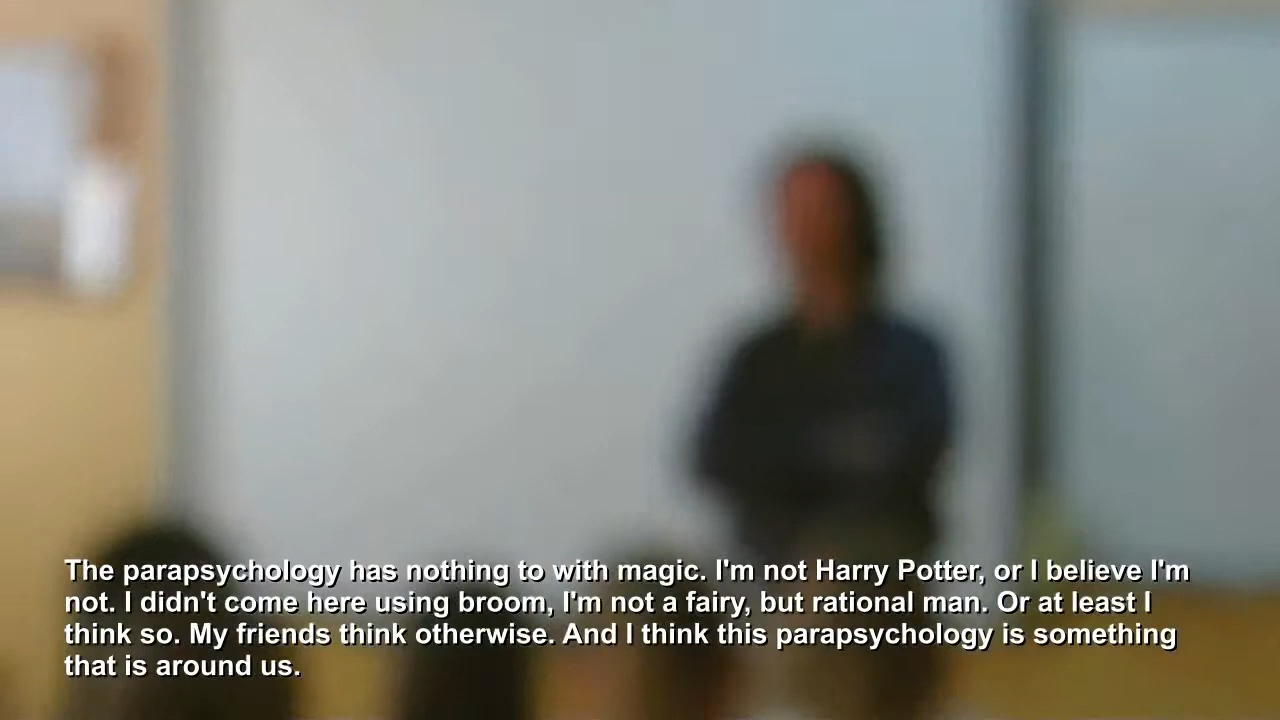 The parapsychology has nothing to with magic. I'm not Harry Potter, or I believe I'm
not. I didn't come here using broom, I'm not a fairy, but rational man. Or at least I
think so. My friends think otherwise. And I think this parapsychology is something
that is around us.